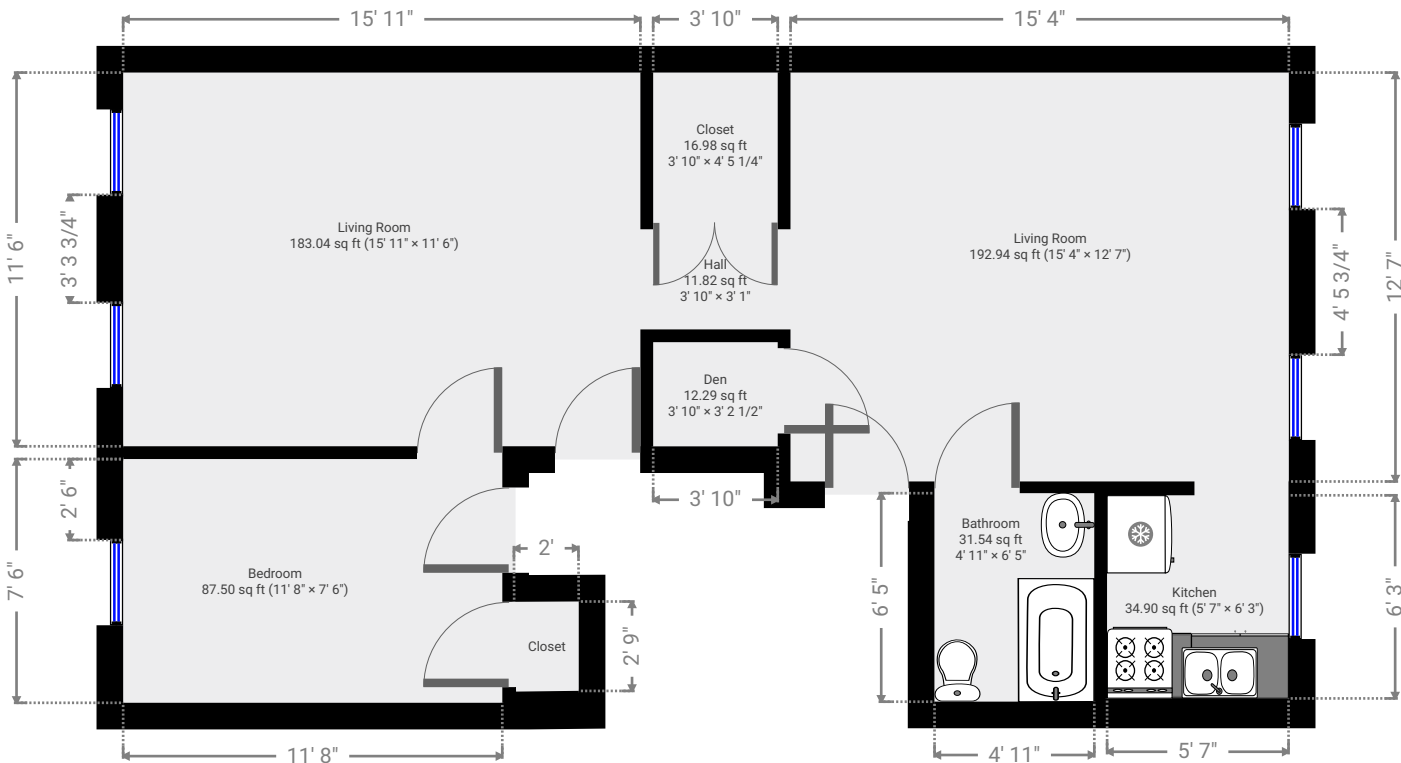 15' 11"
3' 10"
15' 4"
11' 6"
3' 3 3/4"
Living Room
183.04 sq ft (15' 11" × 11' 6")
Closet
16.98 sq ft
3' 10" × 4' 5 1/4"
Hall
11.82 sq ft
3' 10" × 3' 1"
Living Room
192.94 sq ft (15' 4" × 12' 7")
4' 5 3/4"
12' 7"
Den
12.29 sq ft
3' 10" × 3' 2 1/2"
3' 10"
2' 6"
7' 6"
Bedroom
87.50 sq ft (11' 8" × 7' 6")
2'
Closet
2' 9"
6' 5"
Bathroom
31.54 sq ft
4' 11" × 6' 5"
Kitchen
34.90 sq ft (5' 7" × 6' 3")
6' 3"
11' 8"
4' 11"
5' 7"